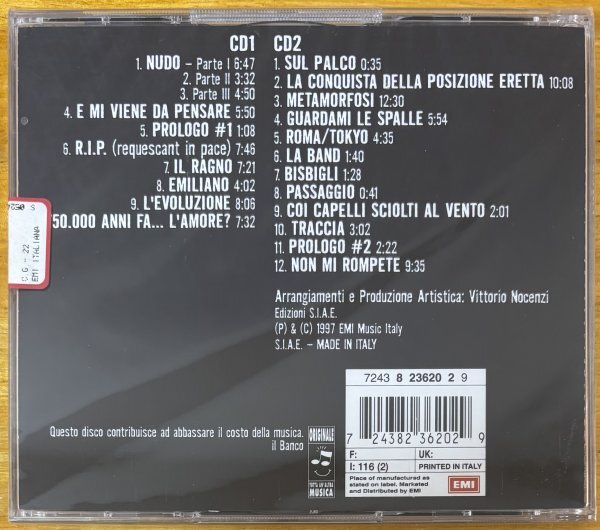 CD1
1. NUDO – Parte I 6:47
2. Parte II 3:32
3. Parte III 4:50
4. E MI VIENE DA PENSARE 5:50
5. PROLOGO #1 1:08
6. R.I.P. (requescant in pace) 7:46
7. IL RAGNO 7:21
8. EMILIANO 4:02
9. L'EVOLUZIONE 8:06
750.000 ANNI FA... L'AMORE? 7:32
CD2
1. SUL PALCO 0:35
2. LA CONQUISTA DELLA POSIZIONE ERETTA 10:08
3. METAMORFOSI 12:30
4. GUARDAMI LE SPALLE 5:54
5. ROMA/TOKYO 4:35
6. LA BAND 1:40
7. BISBIGLI 1:28
8. PASSAGGIO 0:41
9. COI CAPELLI SCIOLTI AL VENTO 2:01
10. TRACCIA 3:02
11. PROLOGO #2 2:22
12. NON MI ROMPETE 9:35
Arrangiamenti e Produzione Artistica: Vittorio Nocenzi
Edizioni S.I.A.E.
(P) & (C) 1997 EMI Music Italy
S.I.A.E. – MADE IN ITALY
EMI ITALIANA
Questo disco contribuisce ad abbassare il costo della musica.
il Banco
ORIGINALE
TUTTA UN'ALTRA
MUSICA
7243 8 23620 2 9
7 24382 36202 9
F:
UK:
I: 116 (2)
PRINTED IN ITALY
Place of manufacture as
stated on label. Marketed
and Distributed by EMI
EMI